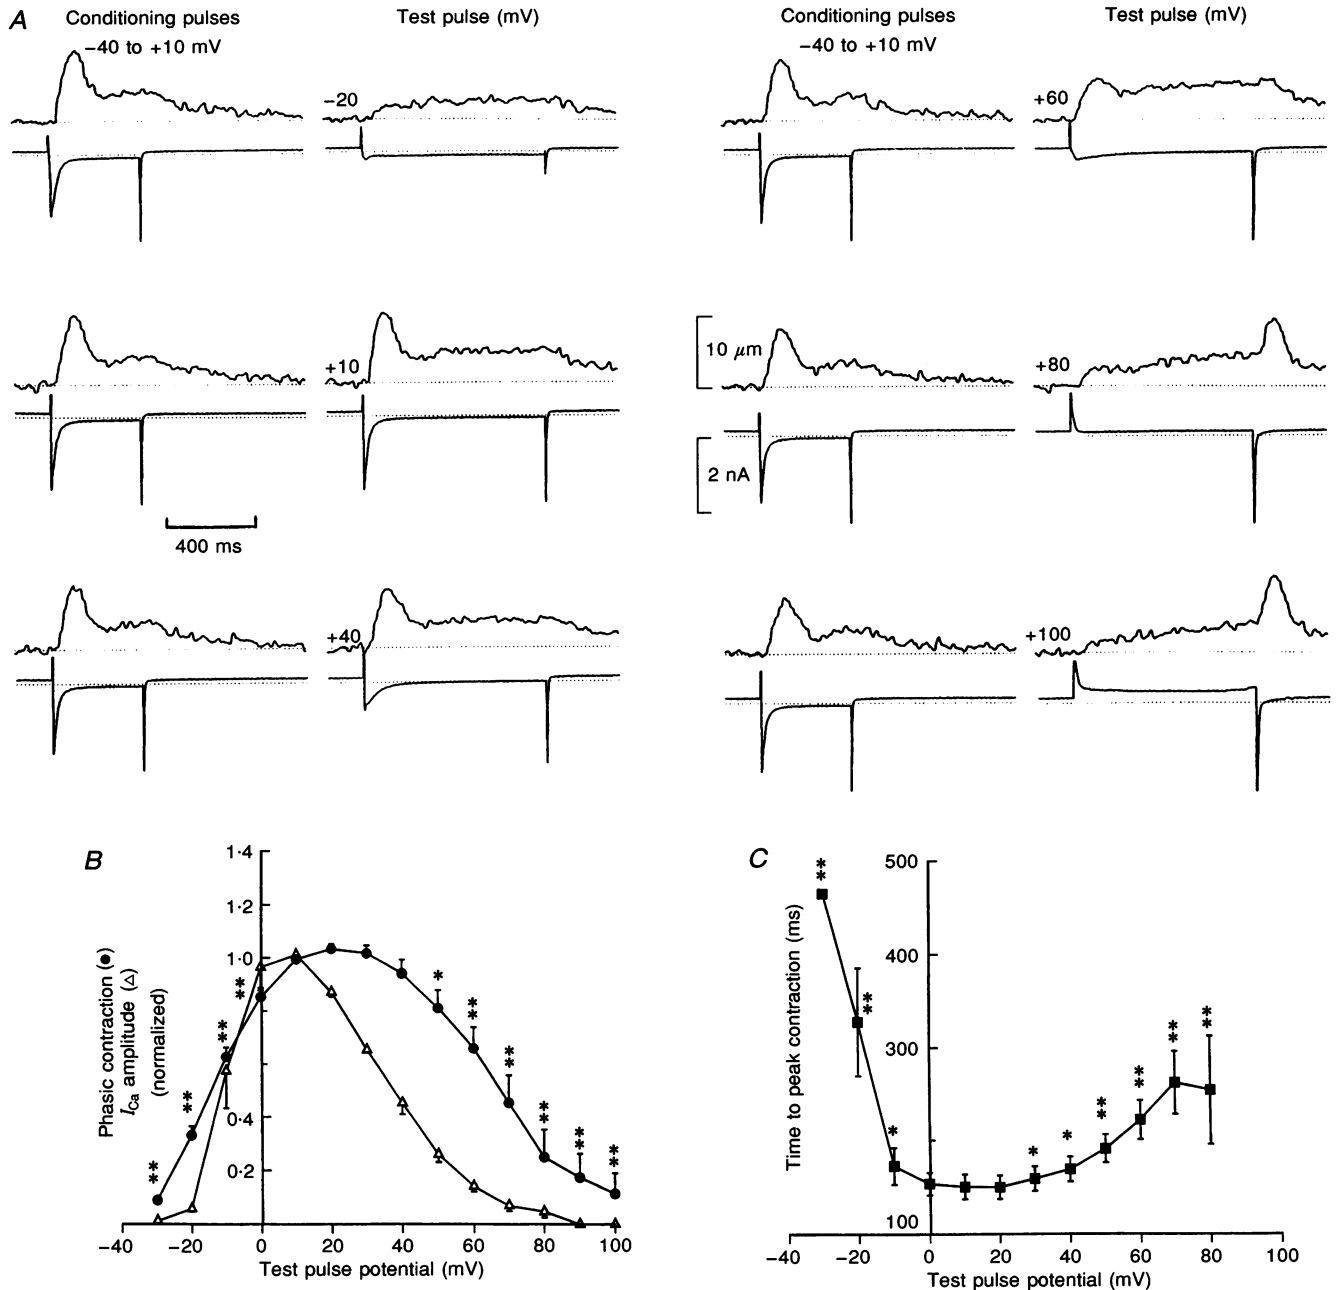 A
Conditioning pulses
−40 to +10 mV
Test pulse (mV)
Conditioning pulses
−40 to +10 mV
Test pulse (mV)
−20
+60
+10
10 μm
+80
2 nA
400 ms
+40
+100
B
Phasic contraction (●)
I_Ca amplitude (△)
(normalized)
1·4
1·2
1·0
0·4
0·2
** ** ** ** * ** ** ** ** **
−40 −20 0 20 40 60 80 100
Test pulse potential (mV)
C
Time to peak contraction (ms)
500
400
300
100
** ** * * * ** ** ** **
−40 −20 0 20 40 60 80 100
Test pulse potential (mV)